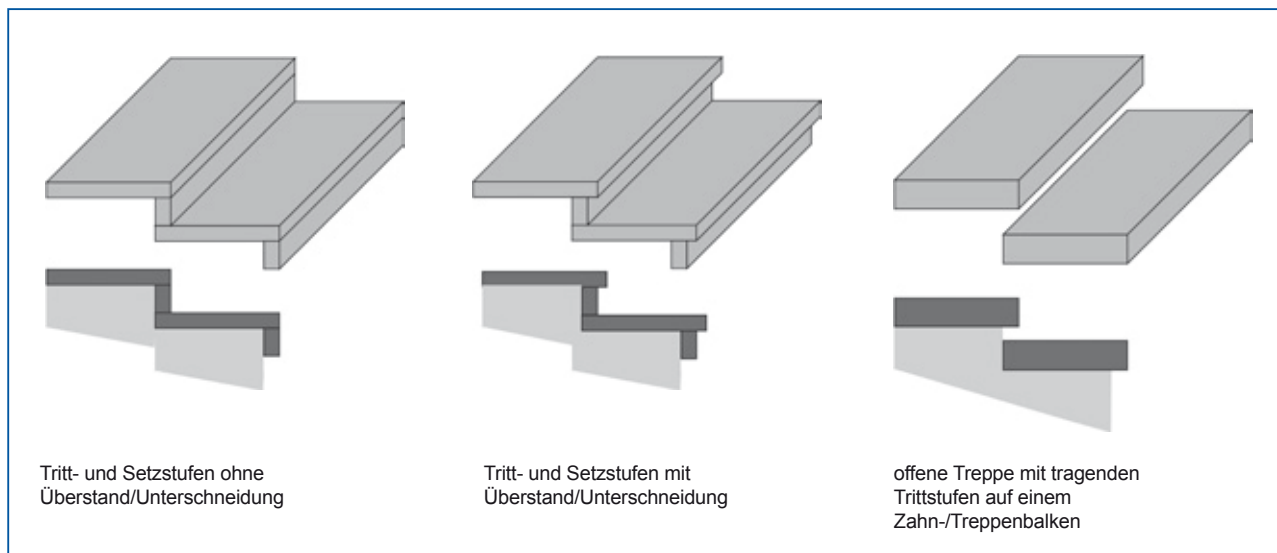 Tritt- und Setzstufen ohne
Überstand/Unterschneidung
Tritt- und Setzstufen mit
Überstand/Unterschneidung
offene Treppe mit tragenden
Trittstufen auf einem
Zahn-/Treppenbalken